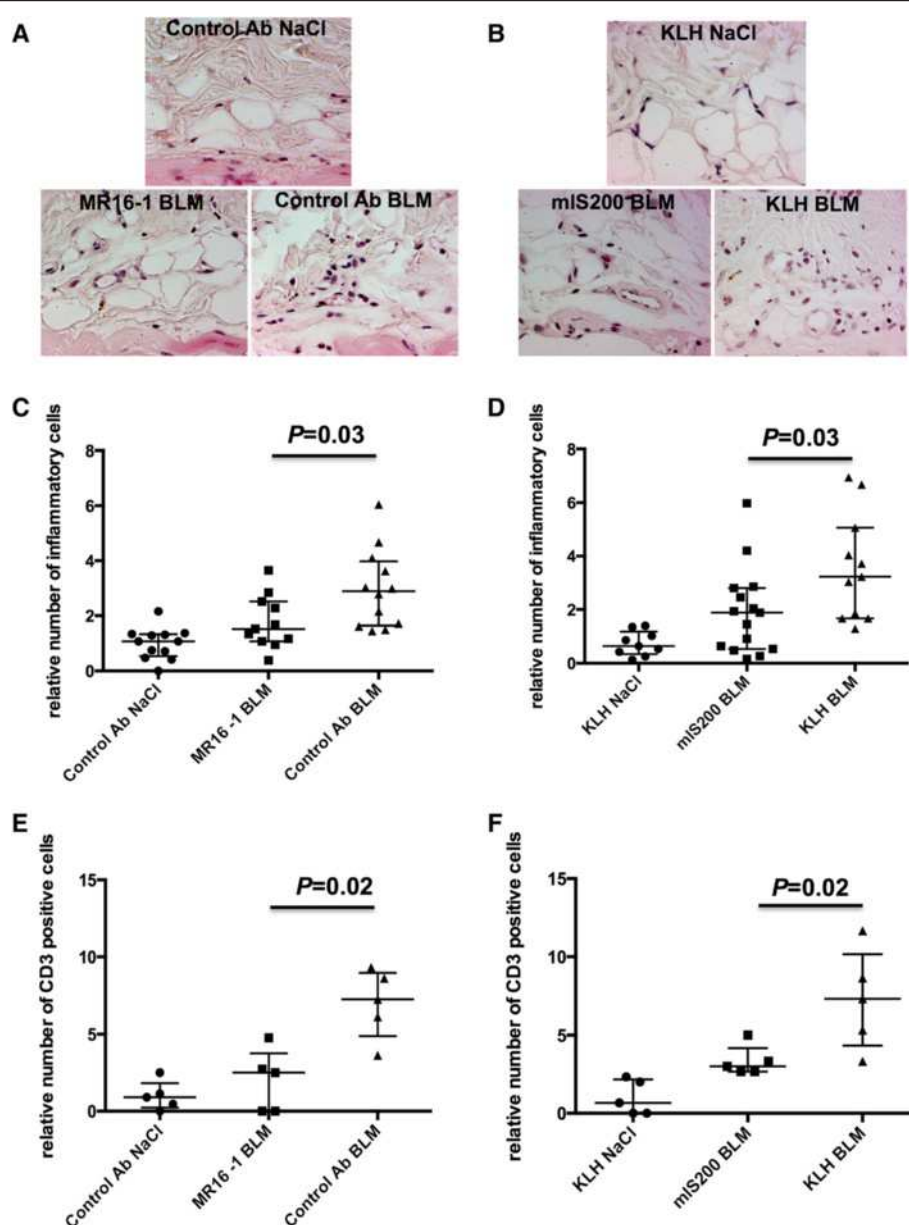 A
Control Ab NaCl
MR16-1 BLM
Control Ab BLM
B
KLH NaCl
mIS200 BLM
KLH BLM
C
relative number of inflammatory cells
8
6
4
2
0
P=0.03
Control Ab NaCl
MR16 -1 BLM
Control Ab BLM
D
relative number of inflammatory cells
8
6
4
2
0
P=0.03
KLH NaCl
mIS200 BLM
KLH BLM
E
relative number of CD3 positive cells
15
10
5
0
P=0.02
Control Ab NaCl
MR16 -1 BLM
Control Ab BLM
F
relative number of CD3 positive cells
15
10
5
0
P=0.02
KLH NaCl
mIS200 BLM
KLH BLM